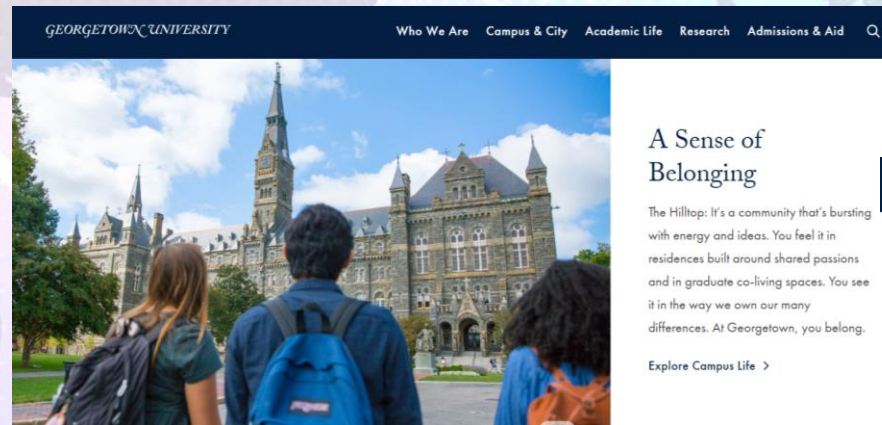 GEORGETOWN UNIVERSITY
Who We Are Campus & City Academic Life Research Admissions & Aid
A Sense of
Belonging
The Hilltop: It's a community that's bursting
with energy and ideas. You feel it in
residences built around shared passions
and in graduate co-living spaces. You see
it in the way we own our many
differences. At Georgetown, you belong.
Explore Campus Life >
JANSPORT